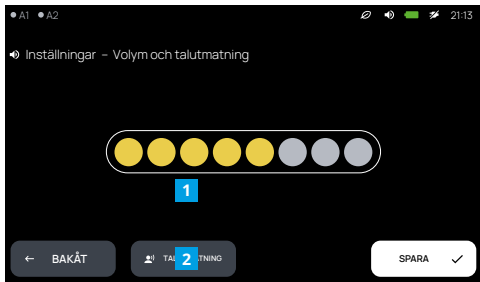 A1 A2 21:13
Inställningar – Volym och talutmatning
1
BAKÅT 2 SPARA